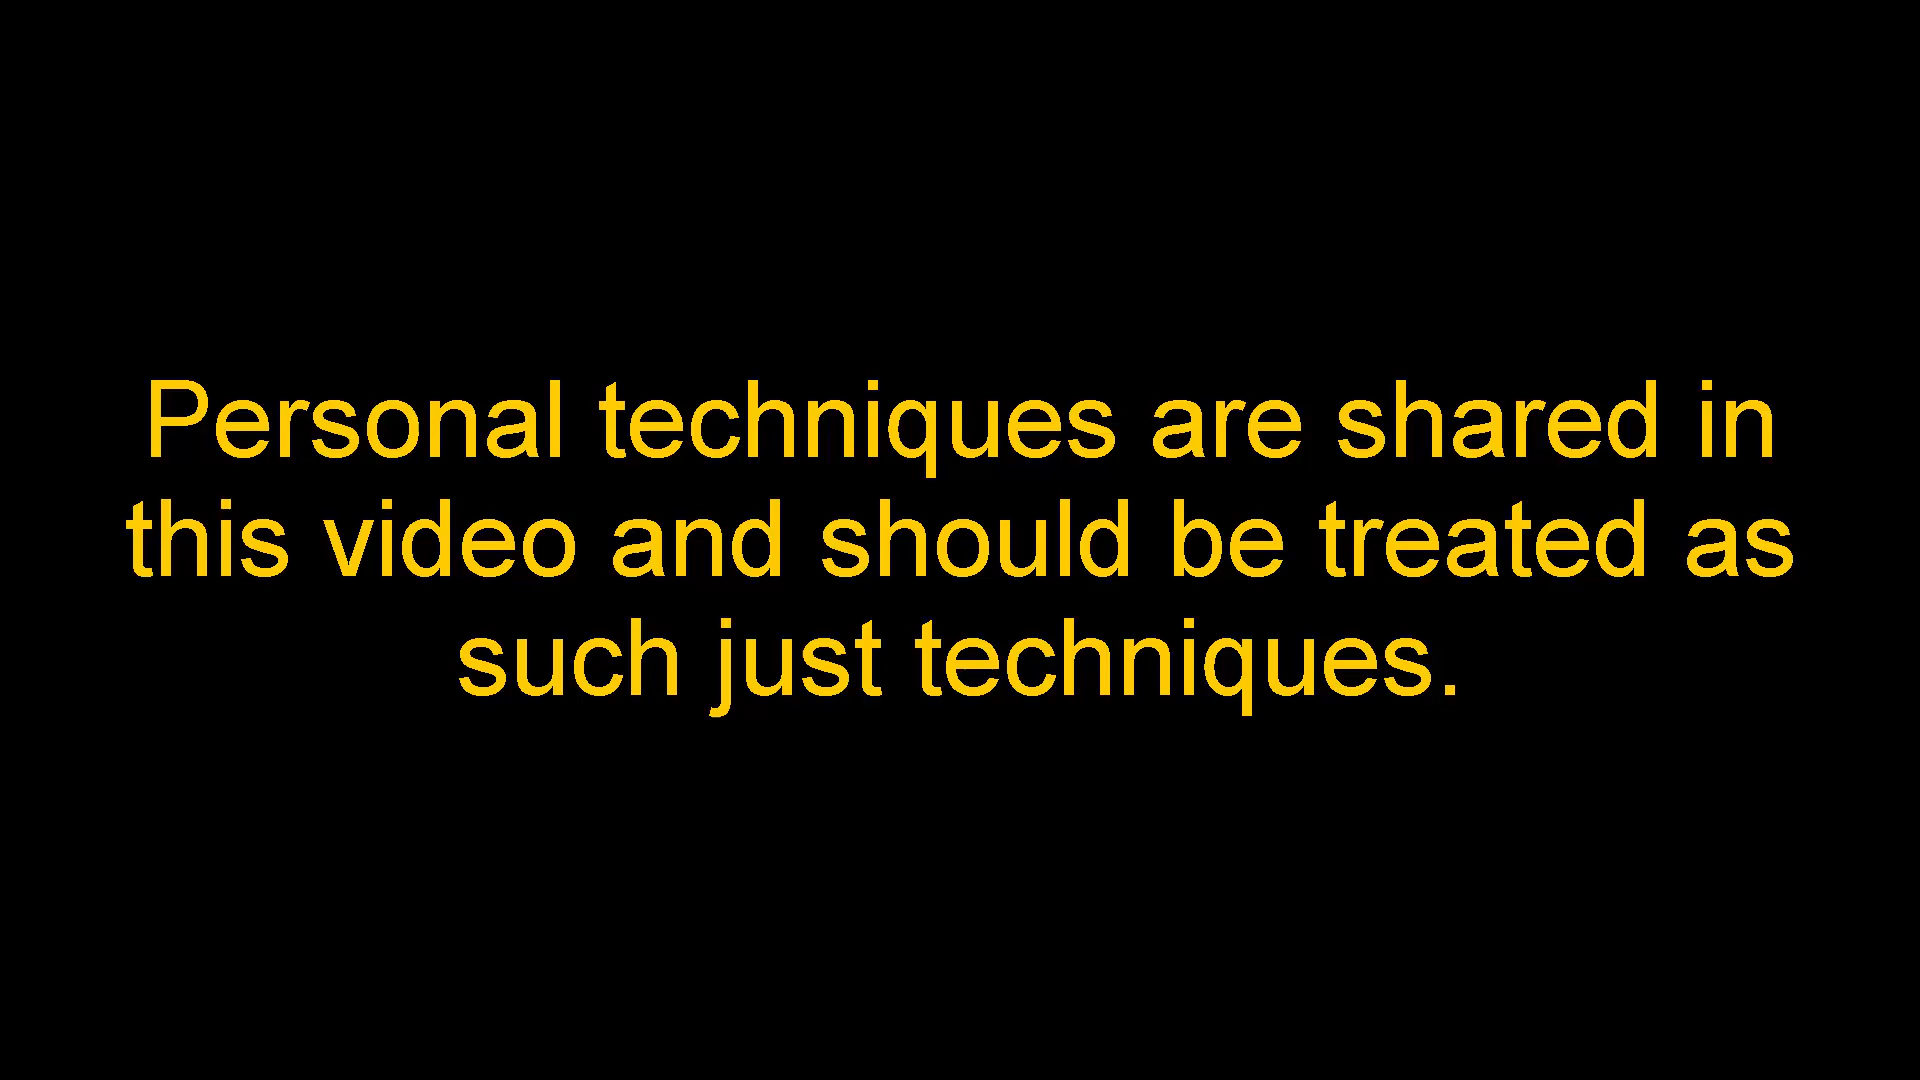 Personal techniques are shared in
this video and should be treated as
such just techniques.